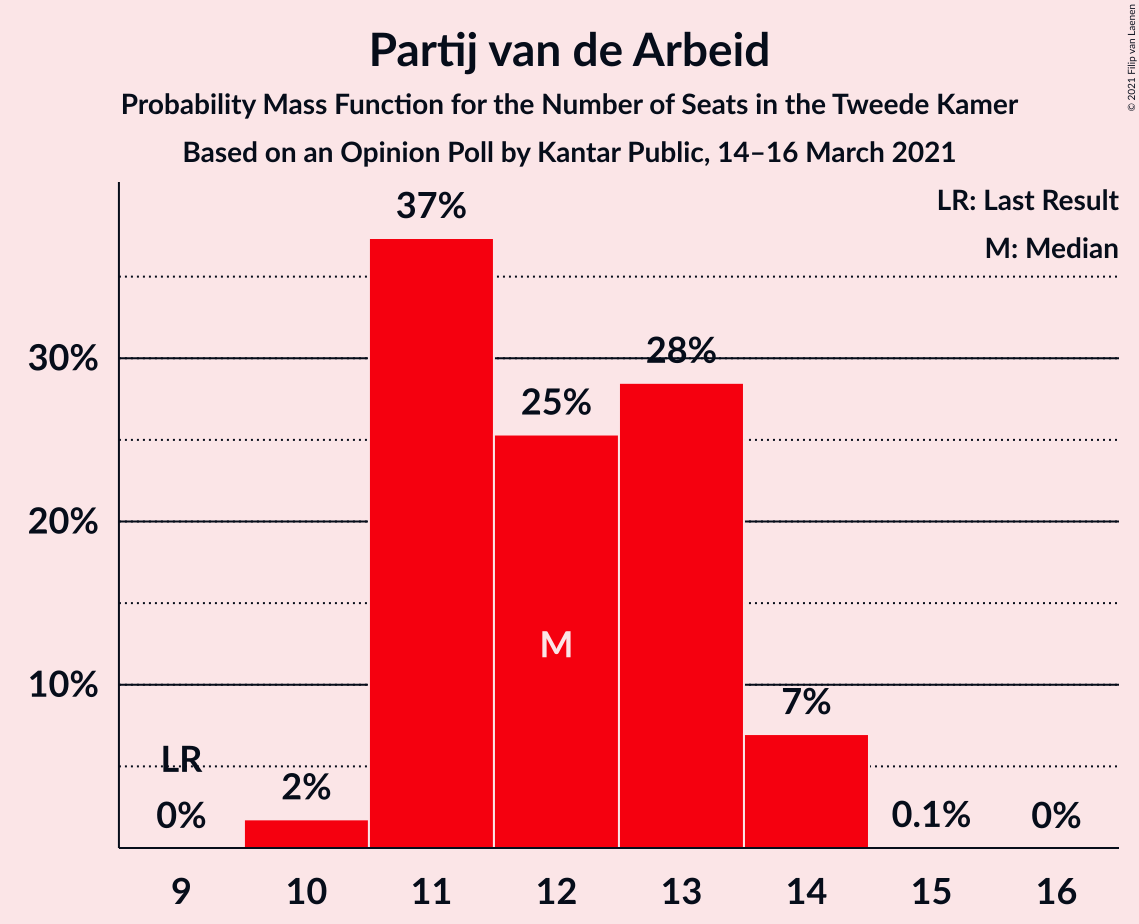 Partij van de Arbeid
Probability Mass Function for the Number of Seats in the Tweede Kamer
Based on an Opinion Poll by Kantar Public, 14–16 March 2021
© 2021 Filip van Laenen
LR: Last Result
M: Median
37%
28%
30%
25%
20%
M
10%
7%
LR
2%
0%
0.1%
0%
9 10 11 12 13 14 15 16